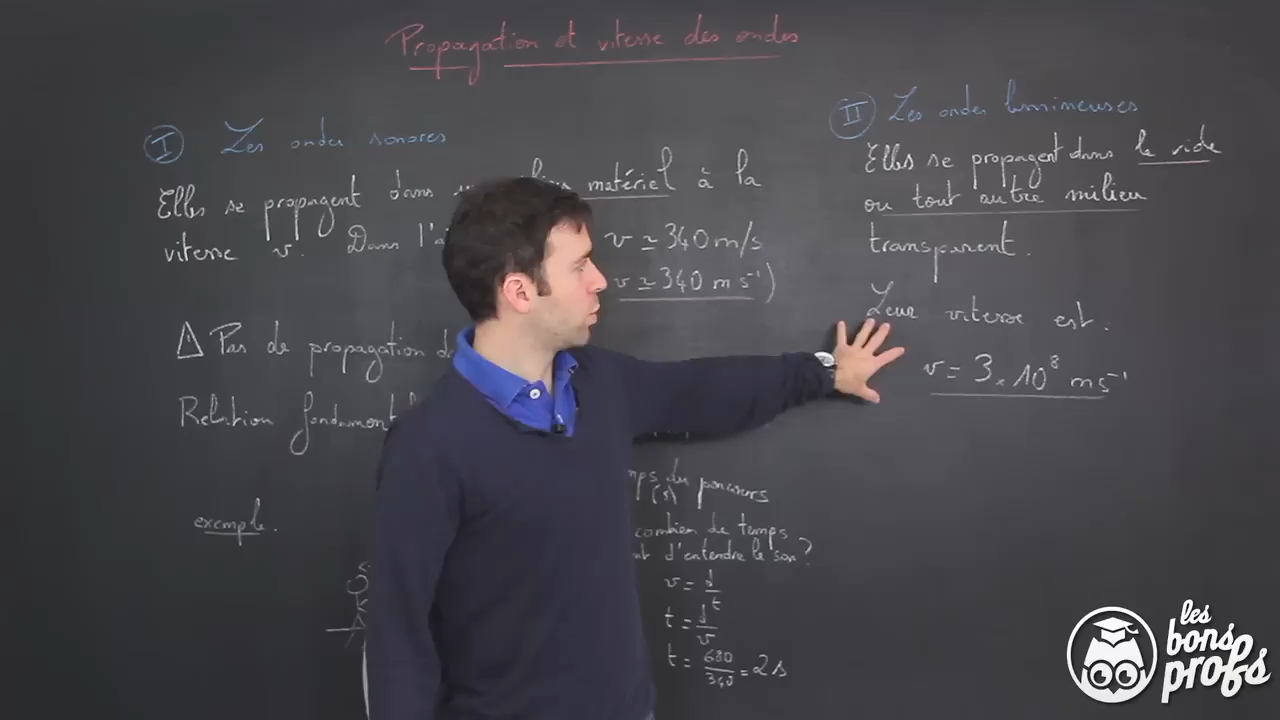 Propagation et vitesse des ondes
I Les ondes sonores
Elles se propagent dans matériel à la
vitesse v. Dans l'a v ≃ 340 m/s
v ≃ 340 m s⁻¹)
⚠ Pas de propagation d
Relation fondament
mps du parcours
(s)
exemple.
combien de temps
nt d'entendre le son?
v = d/t
t = d/v
t = 680/340 = 2 s
II Les ondes lumineuses
Elles se propagent dans le vide
ou tout autre milieu
transparent.
Leur vitesse est.
v = 3 × 10⁸ m s⁻¹
les
bons
profs